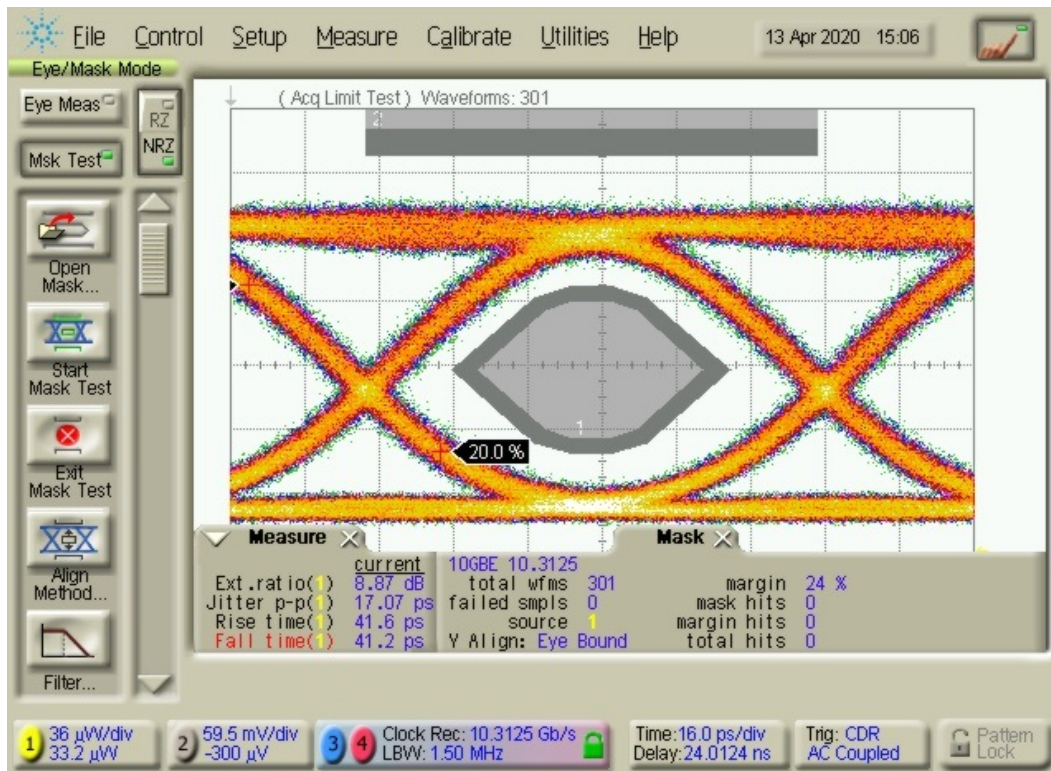 File Control Setup Measure Calibrate Utilities Help 13 Apr 2020 15:06
Eye/Mask Mode
Eye Meas
RZ
NRZ
Msk Test
( Acq Limit Test ) Waveforms: 301
2
Open
Mask...
Start
Mask Test
Exit
Mask Test
Align
Method...
Filter...
1
20.0 %
Measure
current
Ext.ratio(1) 8.87 dB
Jitter p-p(1) 17.07 ps
Rise time(1) 41.6 ps
Fall time(1) 41.2 ps
Mask
10GBE 10.3125
total wfms 301
failed smpls 0
source 1
Y Align: Eye Bound
margin 24 %
mask hits 0
margin hits 0
total hits 0
1 36 µW/div
33.2 µW
2 59.5 mV/div
-300 µV
3 4 Clock Rec: 10.3125 Gb/s
LBW: 1.50 MHz
Time:16.0 ps/div
Delay:24.0124 ns
Trig: CDR
AC Coupled
Pattern
Lock